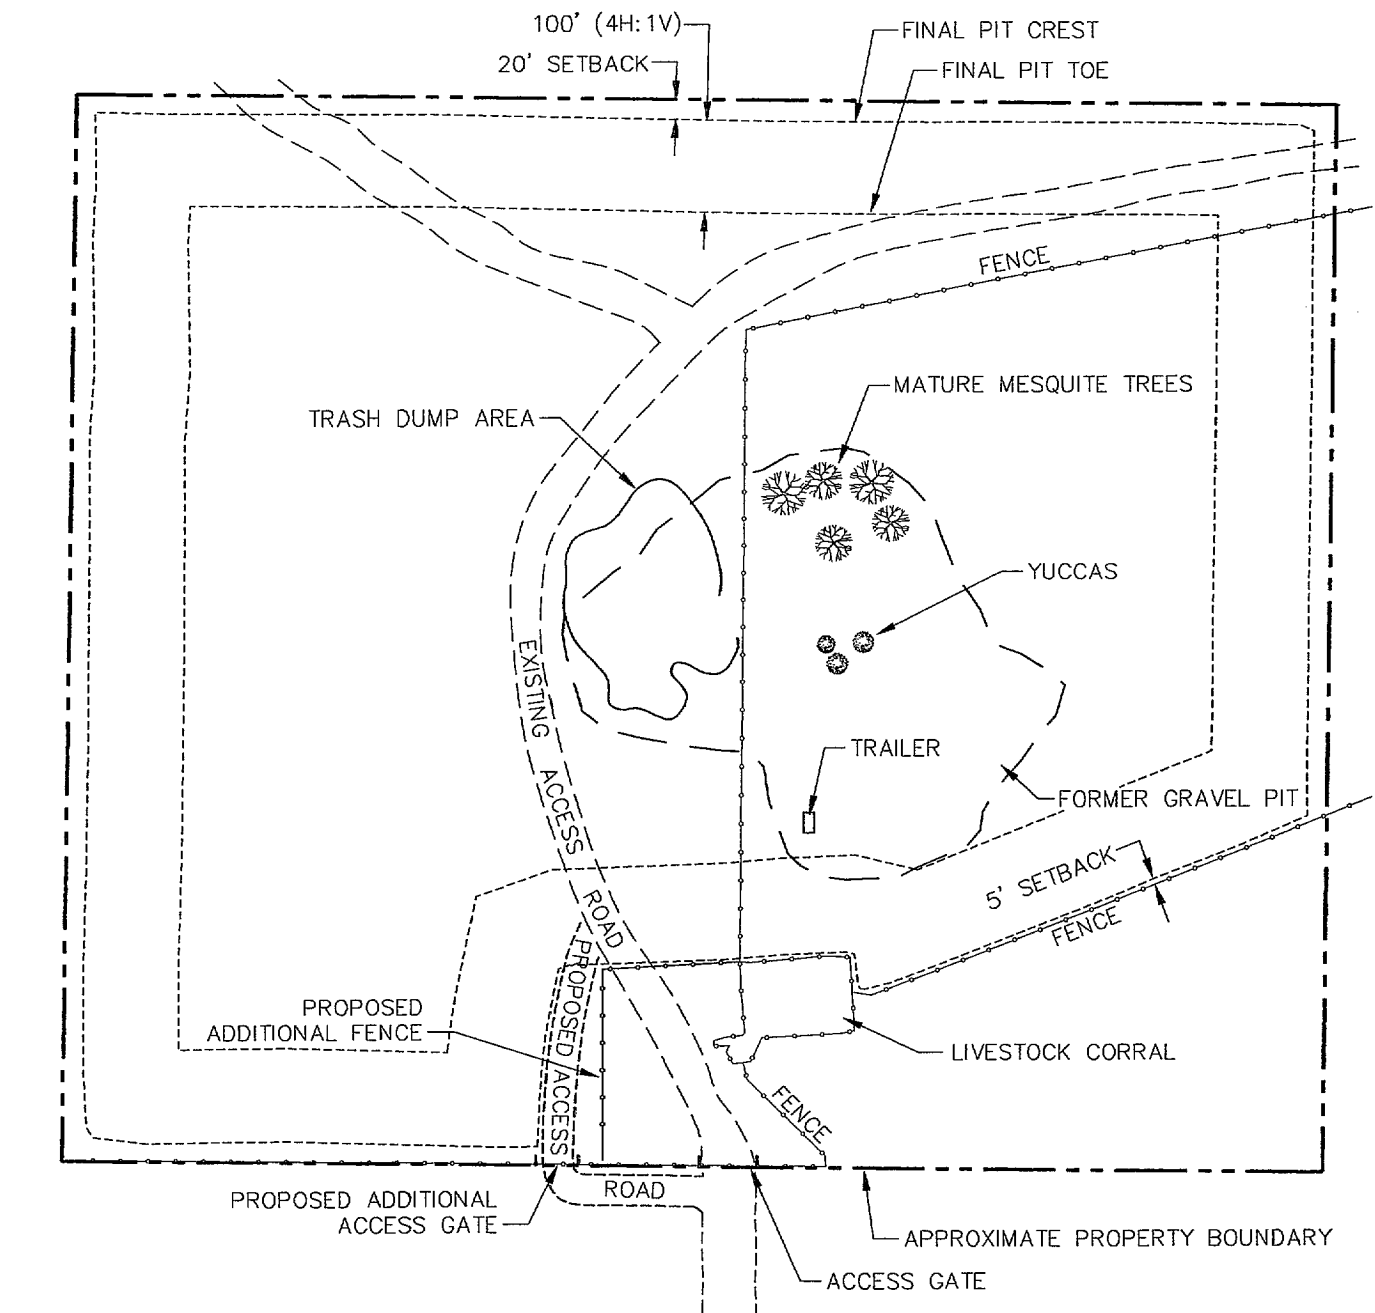 100' (4H:1V)
20' SETBACK
FINAL PIT CREST
FINAL PIT TOE
FENCE
MATURE MESQUITE TREES
TRASH DUMP AREA
YUCCAS
EXISTING ACCESS ROAD
TRAILER
FORMER GRAVEL PIT
5' SETBACK
FENCE
PROPOSED ACCESS
ROAD
PROPOSED
ADDITIONAL FENCE
LIVESTOCK CORRAL
FENCE
PROPOSED ADDITIONAL
ACCESS GATE
APPROXIMATE PROPERTY BOUNDARY
ACCESS GATE